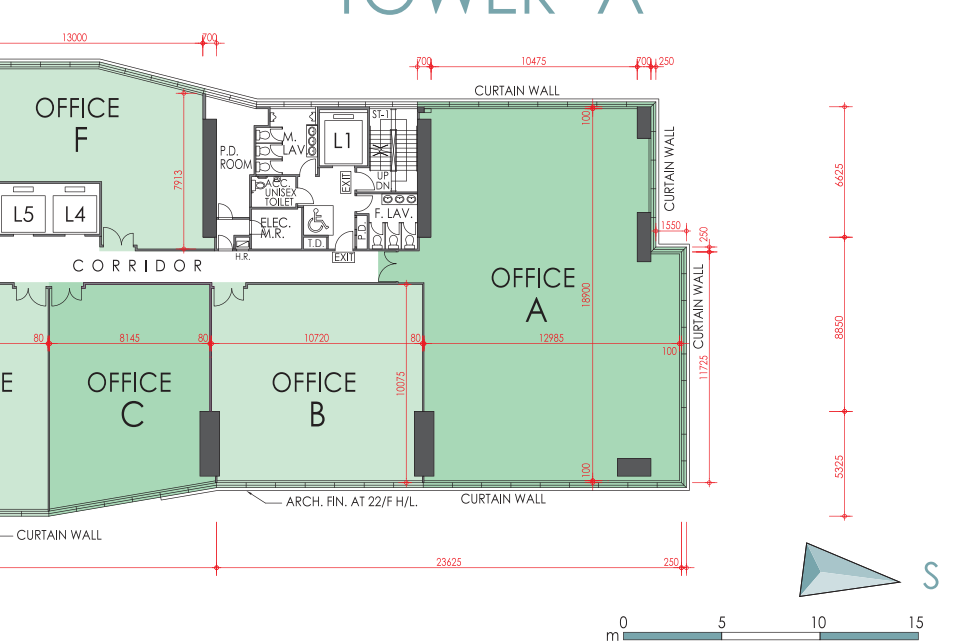 TOWER A
13000
700
700
10475
700
250
CURTAIN WALL
OFFICE
F
7913
P.D.
ROOM
M.
LAV.
L1
ST-1
100
CURTAIN WALL
6625
ACC.
UNISEX
TOILET
EXIT
UP
DN
L5
L4
ELEC.
M.R.
F. LAV.
P.D.
T.D.
H.R.
EXIT
1550
250
CORRIDOR
OFFICE
A
18900
CURTAIN WALL
8850
80
8145
80
10720
80
12985
100
11725
E
OFFICE
C
OFFICE
B
10075
100
5325
ARCH. FIN. AT 22/F H/L.
CURTAIN WALL
CURTAIN WALL
23625
250
S
m
0
5
10
15